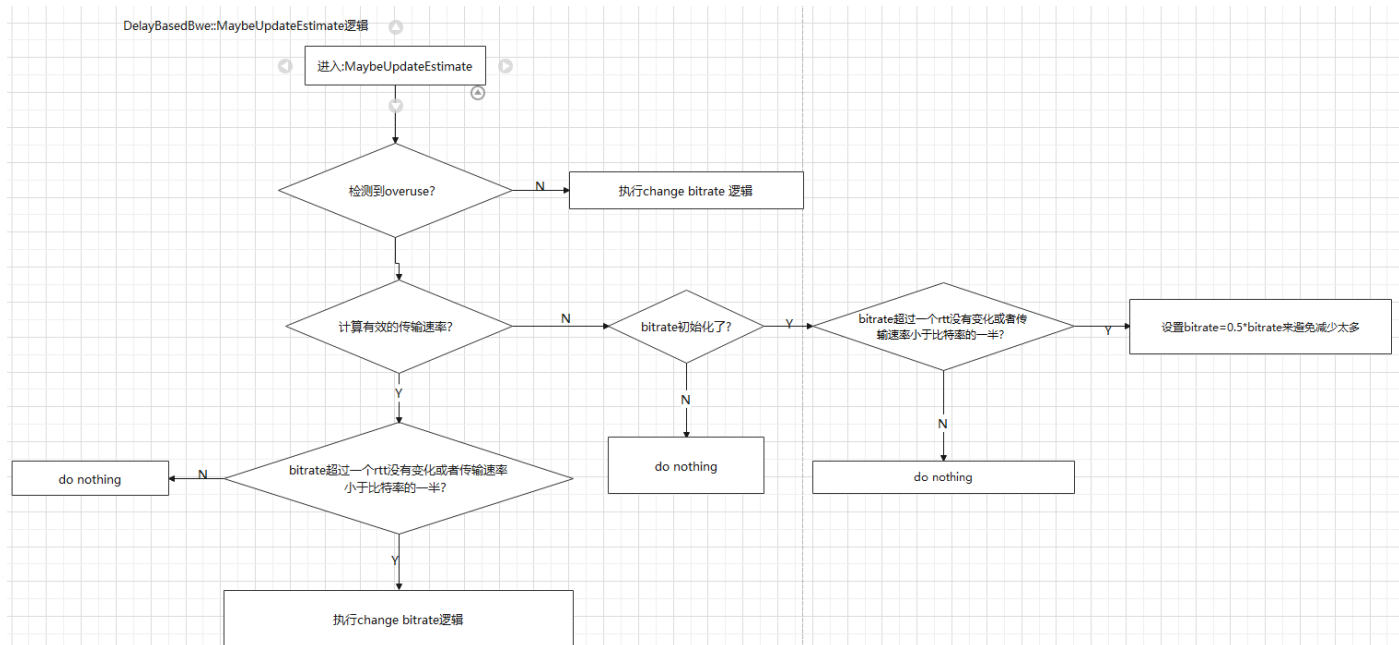 DelayBasedBwe::MaybeUpdateEstimate逻辑
进入:MaybeUpdateEstimate
检测到overuse?
N
执行change bitrate 逻辑
计算有效的传输速率?
N
bitrate初始化了?
Y
bitrate超过一个rtt没有变化或者传
输速率小于比特率的一半?
Y
设置bitrate=0.5*bitrate来避免减少太多
Y
N
N
bitrate超过一个rtt没有变化或者传输速率
小于比特率的一半?
N
do nothing
do nothing
do nothing
Y
执行change bitrate逻辑